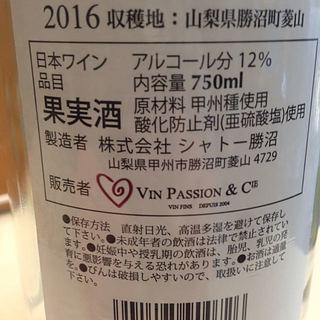 2016 収穫地：山梨県勝沼町菱山
日本ワイン アルコール分 12%
品目 内容量 750ml
果実酒 原材料 甲州種使用
酸化防止剤(亜硫酸塩)使用
製造者 株式会社 シャトー勝沼
山梨県甲州市勝沼町菱山 4729
販売者 VIN PASSION & CIE
VIN FINS DEPUIS 2004
●保存方法 直射日光、高温多湿を避けて保存し
て下さい。●未成年者の飲酒は法律で禁止されてい
ます。●妊娠中や授乳期の飲酒は、胎児、乳児の発
育に悪影響を与える恐れがあります。●お酒は適量
を。●びんは破損しやすいので、取扱いに注意して
下さい。